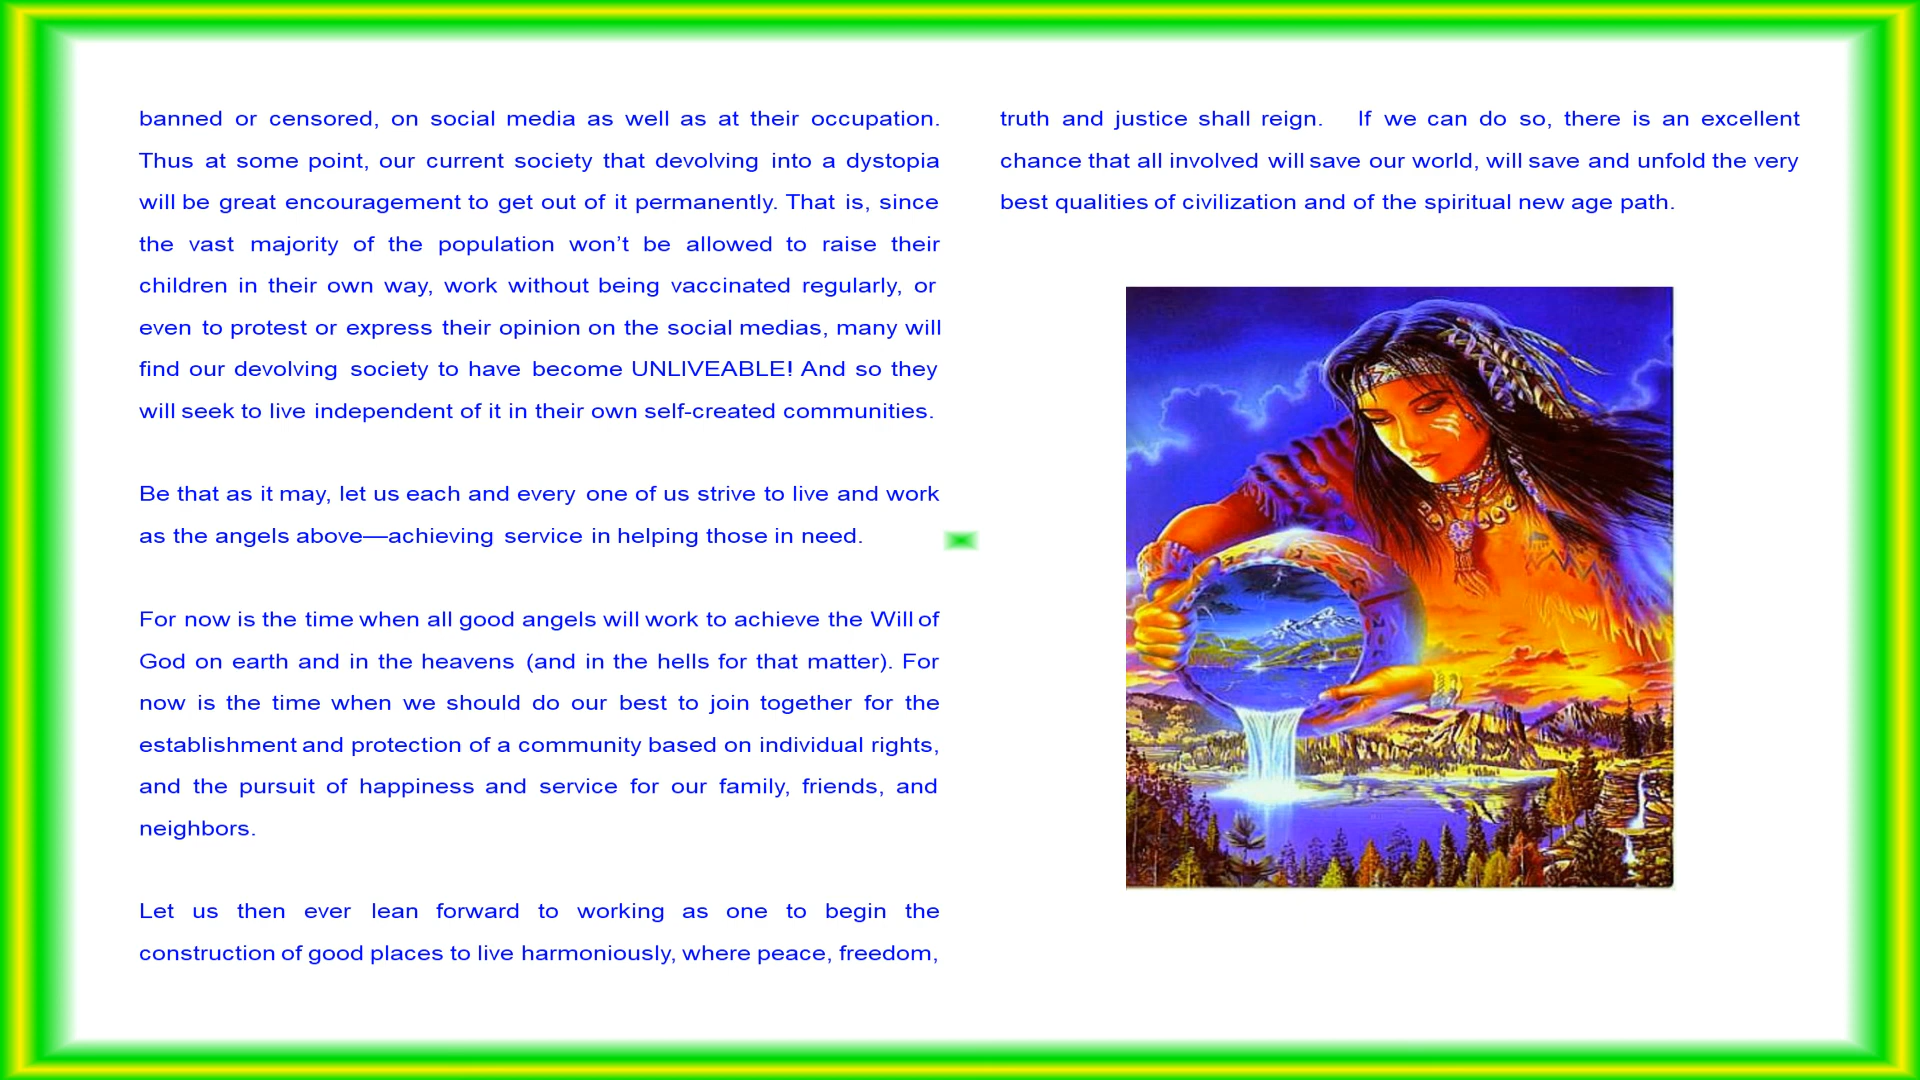 banned or censored, on social media as well as at their occupation.
Thus at some point, our current society that devolving into a dystopia
will be great encouragement to get out of it permanently. That is, since
the vast majority of the population won’t be allowed to raise their
children in their own way, work without being vaccinated regularly, or
even to protest or express their opinion on the social medias, many will
find our devolving society to have become UNLIVEABLE! And so they
will seek to live independent of it in their own self-created communities.
Be that as it may, let us each and every one of us strive to live and work
as the angels above—achieving service in helping those in need.
For now is the time when all good angels will work to achieve the Will of
God on earth and in the heavens (and in the hells for that matter). For
now is the time when we should do our best to join together for the
establishment and protection of a community based on individual rights,
and the pursuit of happiness and service for our family, friends, and
neighbors.
Let us then ever lean forward to working as one to begin the
construction of good places to live harmoniously, where peace, freedom,
truth and justice shall reign. If we can do so, there is an excellent
chance that all involved will save our world, will save and unfold the very
best qualities of civilization and of the spiritual new age path.